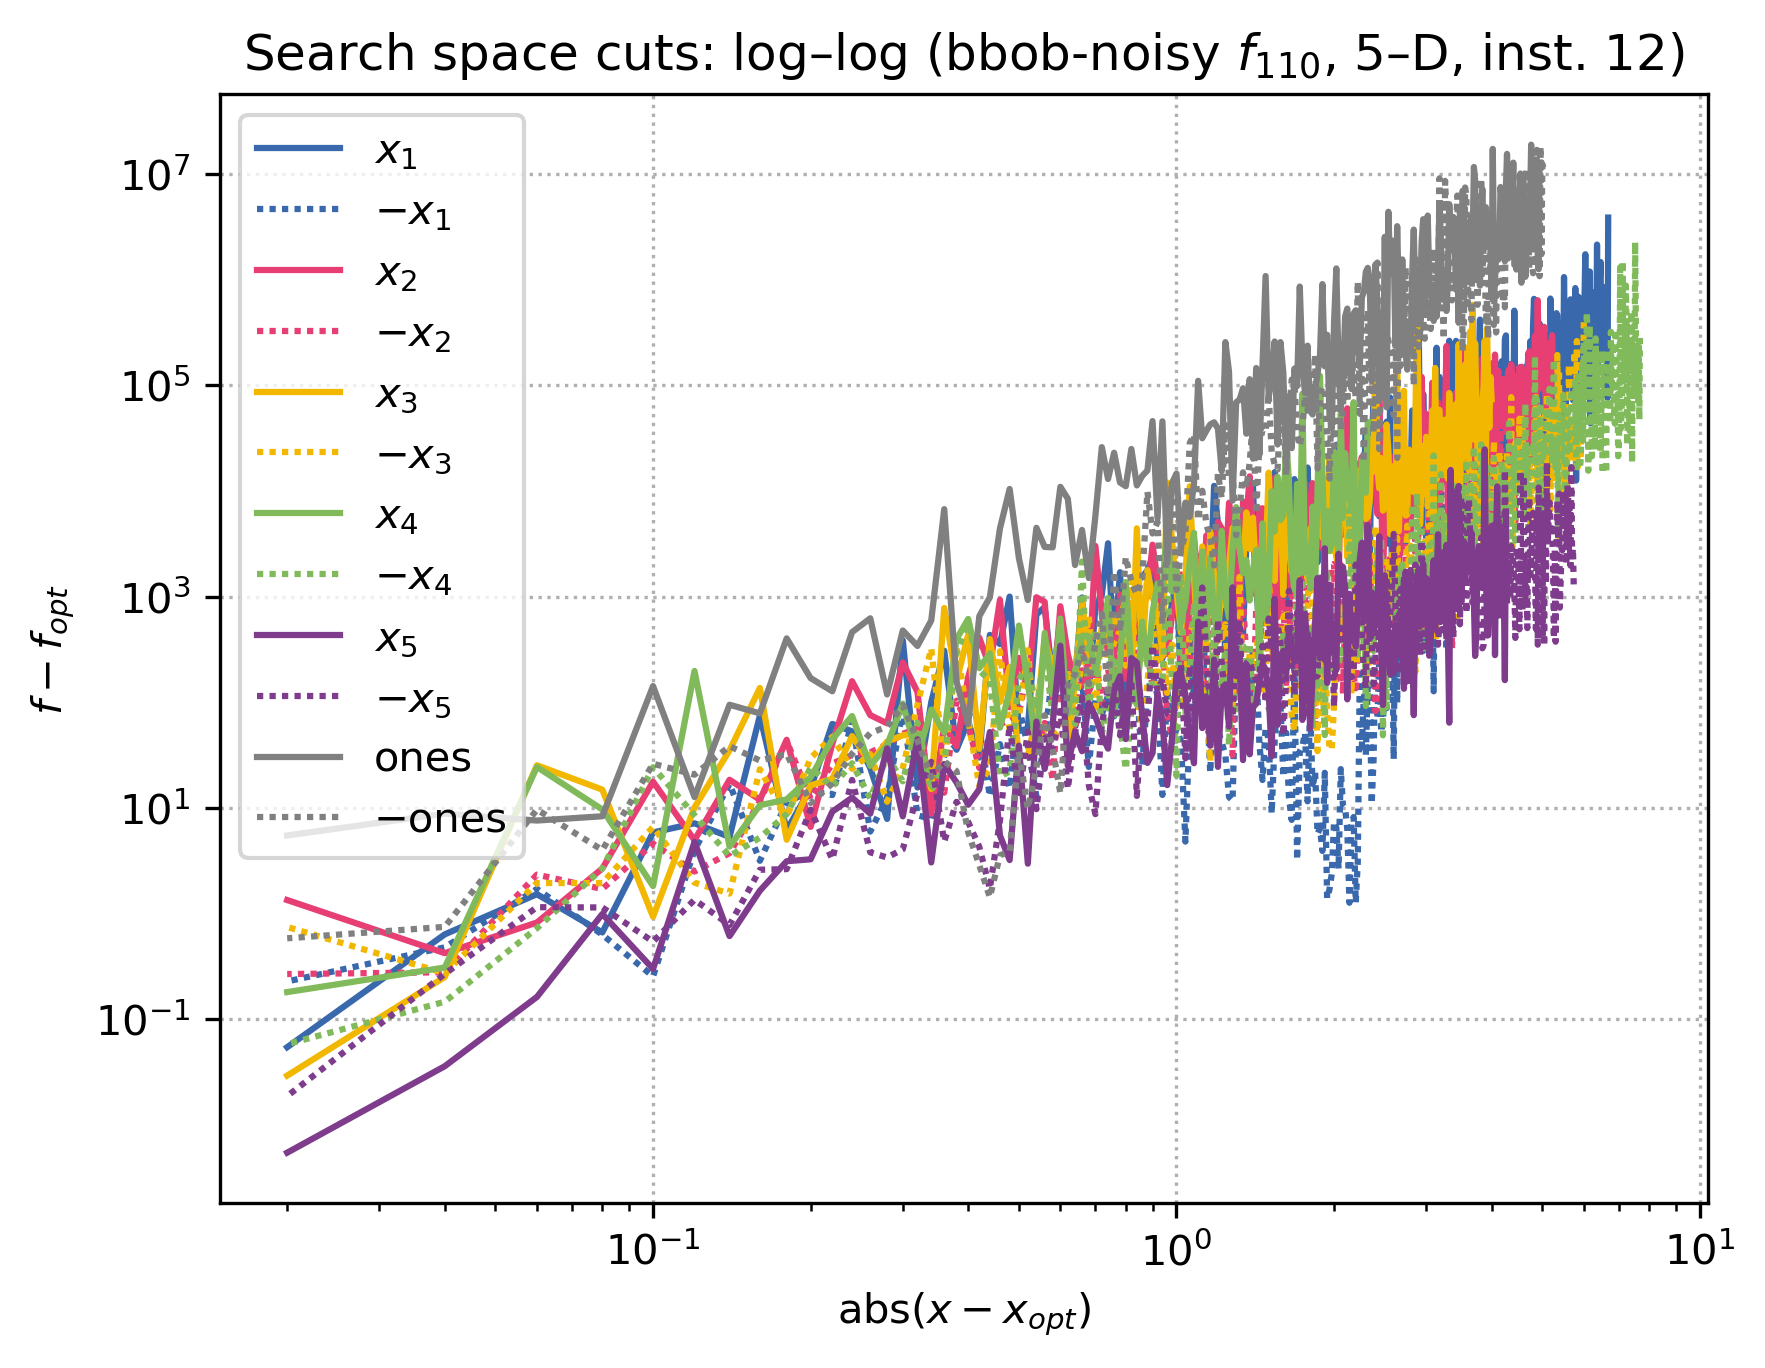 Search space cuts: log–log (bbob-noisy f110, 5–D, inst. 12)
x1
−x1
x2
−x2
x3
−x3
x4
−x4
x5
−x5
ones
−ones
10^7
10^5
10^3
10^1
10^−1
f − fopt
10^−1
10^0
10^1
abs(x − xopt)